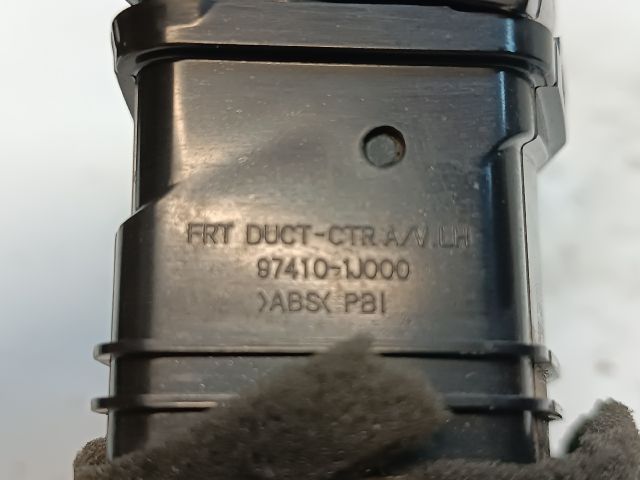 FRT DUCT-CTR A/V.LH
97410-1J000
>ABS< PBI